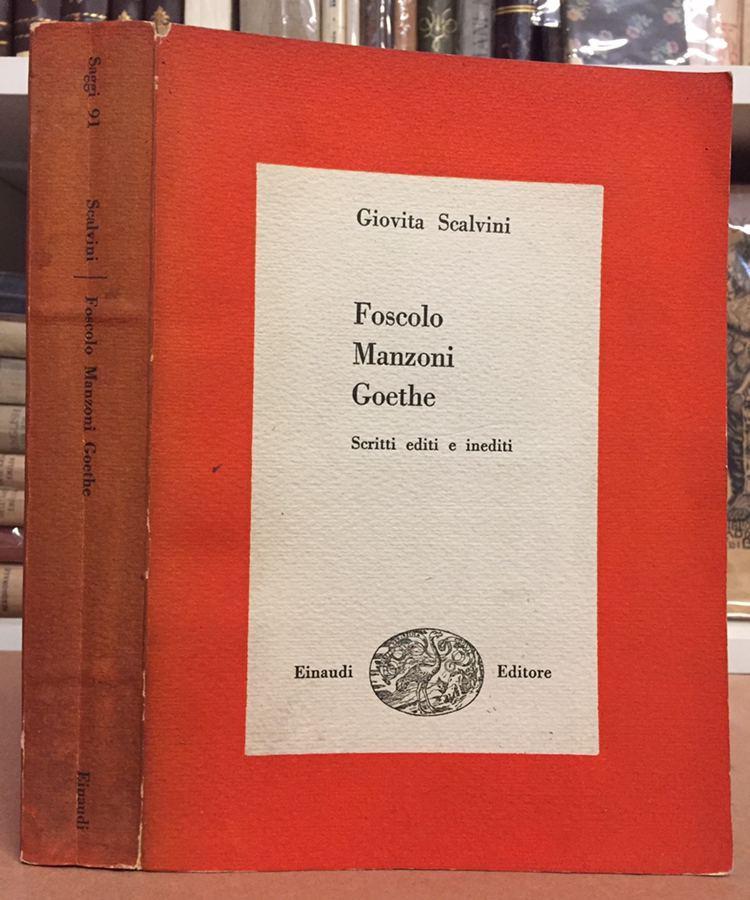 Saggi 91
Scalvini
Foscolo Manzoni Goethe
Einaudi
Giovita Scalvini
Foscolo
Manzoni
Goethe
Scritti editi e inediti
Einaudi
Editore